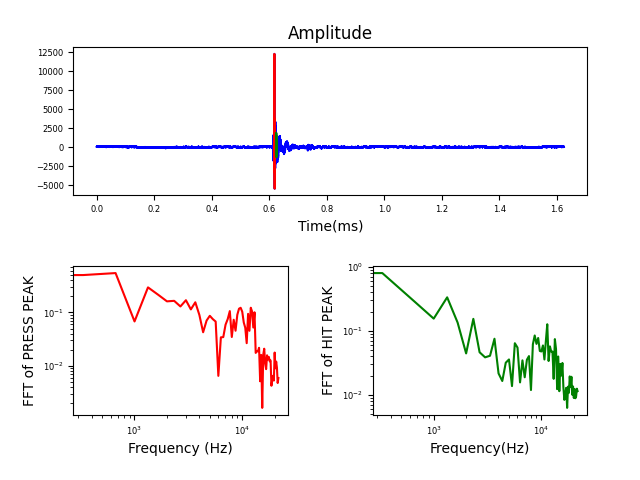 Amplitude
12500
10000
7500
5000
2500
0
−2500
−5000
0.0 0.2 0.4 0.6 0.8 1.0 1.2 1.4 1.6
Time(ms)
FFT of PRESS PEAK
10⁻¹
10⁻²
10³ 10⁴
Frequency (Hz)
FFT of HIT PEAK
10⁰
10⁻¹
10⁻²
10³ 10⁴
Frequency(Hz)